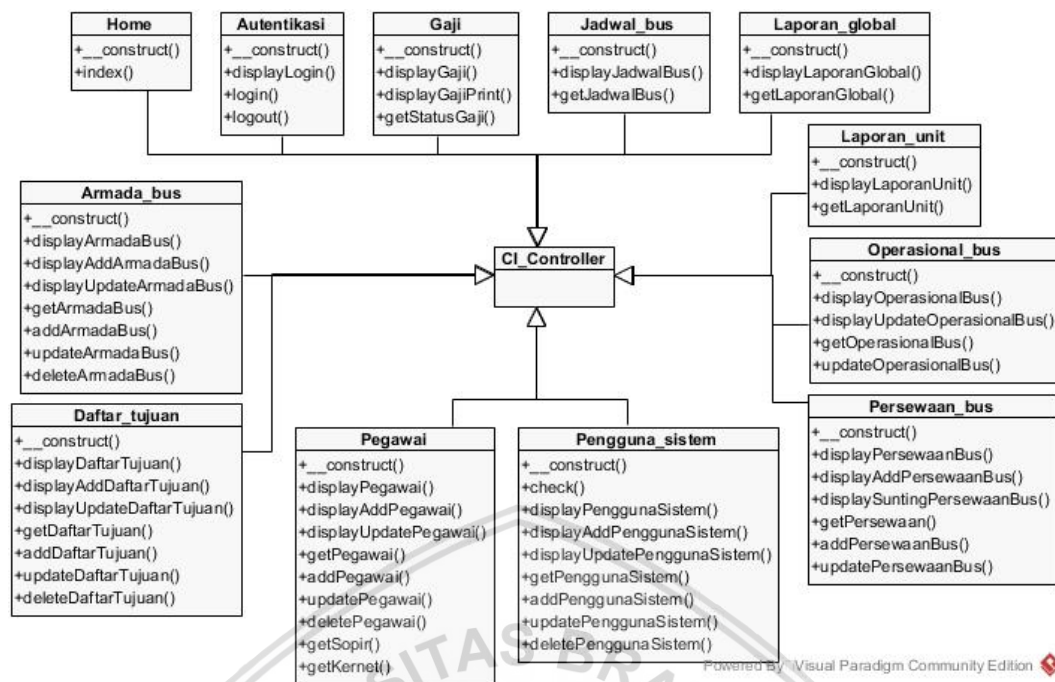 Home
+__construct()
+index()
Autentikasi
+__construct()
+displayLogin()
+login()
+logout()
Gaji
+__construct()
+displayGaji()
+displayGajiPrint()
+getStatusGaji()
Jadwal_bus
+__construct()
+displayJadwalBus()
+getJadwalBus()
Laporan_global
+__construct()
+displayLaporanGlobal()
+getLaporanGlobal()
Laporan_unit
+__construct()
+displayLaporanUnit()
+getLaporanUnit()
Armada_bus
+__construct()
+displayArmadaBus()
+displayAddArmadaBus()
+displayUpdateArmadaBus()
+getArmadaBus()
+addArmadaBus()
+updateArmadaBus()
+deleteArmadaBus()
CI_Controller
Operasional_bus
+__construct()
+displayOperasionalBus()
+displayUpdateOperasionalBus()
+getOperasionalBus()
+updateOperasionalBus()
Daftar_tujuan
+__construct()
+displayDaftarTujuan()
+displayAddDaftarTujuan()
+displayUpdateDaftarTujuan()
+getDaftarTujuan()
+addDaftarTujuan()
+updateDaftarTujuan()
+deleteDaftarTujuan()
Pegawai
+__construct()
+displayPegawai()
+displayAddPegawai()
+displayUpdatePegawai()
+getPegawai()
+addPegawai()
+updatePegawai()
+deletePegawai()
+getSopir()
+getKernet()
Pengguna_sistem
+__construct()
+check()
+displayPenggunaSistem()
+displayAddPenggunaSistem()
+displayUpdatePenggunaSistem()
+getPenggunaSistem()
+addPenggunaSistem()
+updatePenggunaSistem()
+deletePenggunaSistem()
Persewaan_bus
+__construct()
+displayPersewaanBus()
+displayAddPersewaanBus()
+displaySuntingPersewaanBus()
+getPersewaan()
+addPersewaanBus()
+updatePersewaanBus()
SITAS BRA
Powered By Visual Paradigm Community Edition